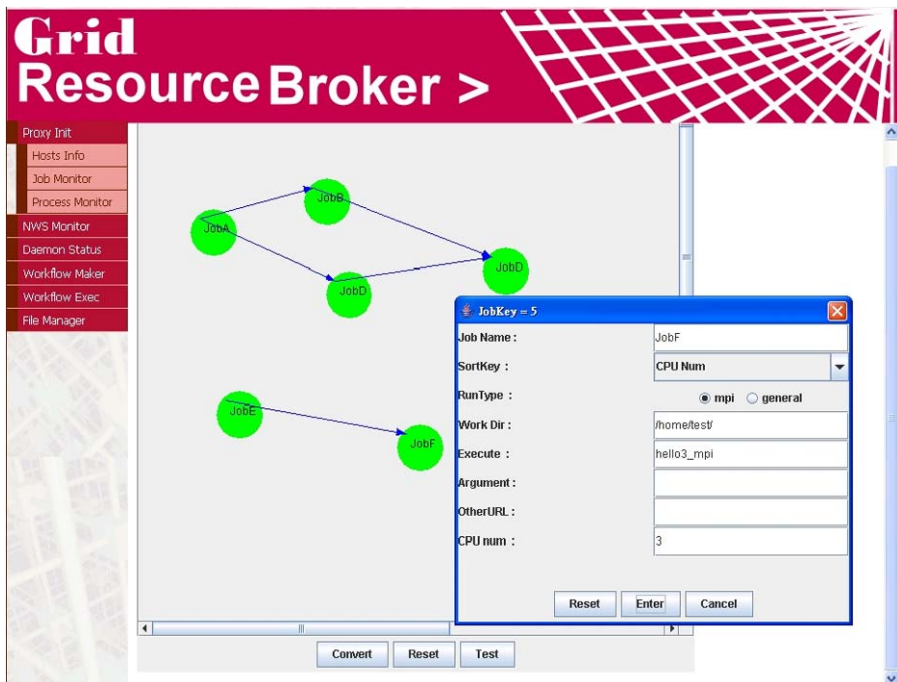 Grid
Resource Broker >
Proxy Init
Hosts Info
Job Monitor
Process Monitor
NWS Monitor
Daemon Status
Workflow Maker
Workflow Exec
File Manager
JobB
JobA
JobD
JobD
JobE
JobF
JobKey = 5
Job Name : JobF
SortKey : CPU Num
RunType : mpi general
Work Dir : /home/test/
Execute : hello3_mpi
Argument :
OtherURL :
CPU num : 3
Reset Enter Cancel
Convert Reset Test